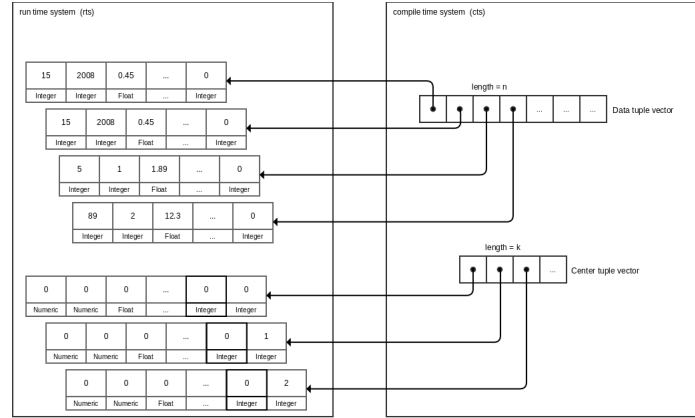 run time system (rts)
compile time system (cts)
15 2008 0.45 ... 0
Integer Integer Float ... Integer
15 2008 0.45 ... 0
Integer Integer Float ... Integer
5 1 1.89 ... 0
Integer Integer Float ... Integer
89 2 12.3 ... 0
Integer Integer Float ... Integer
length = n
... ... ...
Data tuple vector
length = k
...
Center tuple vector
0 0 0 ... 0 0
Numeric Numeric Float ... Integer Integer
0 0 0 ... 0 1
Numeric Numeric Float ... Integer Integer
0 0 0 ... 0 2
Numeric Numeric Float ... Integer Integer